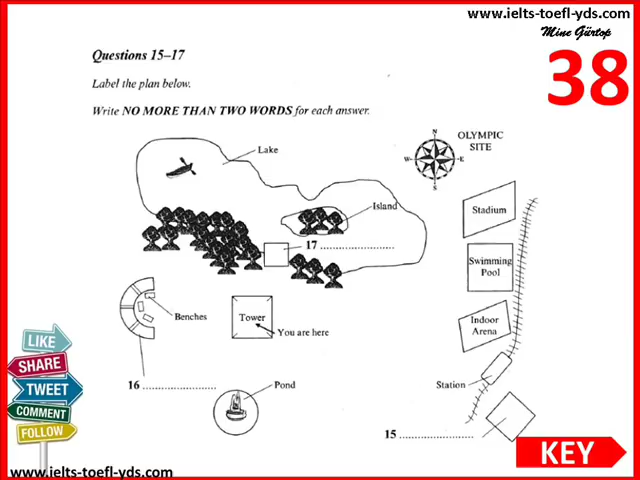 www.ielts-toefl-yds.com
Mine Gürtop
38
Questions 15–17
Label the plan below.
Write NO MORE THAN TWO WORDS for each answer.
OLYMPIC
SITE
N
W
E
S
Lake
Island
17 ....................
Stadium
Swimming
Pool
Indoor
Arena
Benches
Tower
You are here
Station
16 ....................
Pond
15 ....................
LIKE
SHARE
TWEET
COMMENT
FOLLOW
KEY
www.ielts-toefl-yds.com